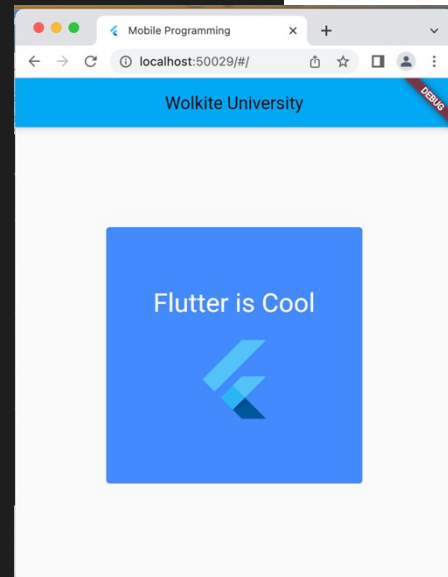 Mobile Programming
localhost:50029/#/
Wolkite University
DEBUG
Flutter is Cool